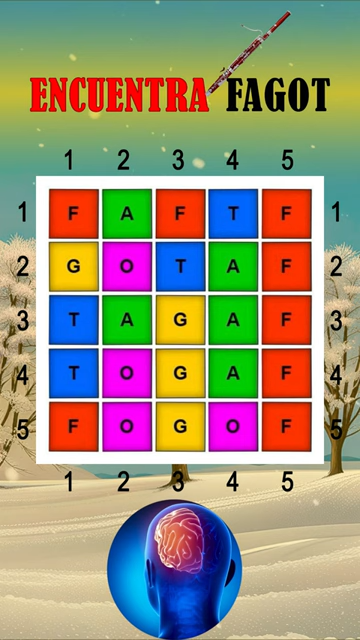 ENCUENTRA FAGOT
1 2 3 4 5
1 F A F T F 1
2 G O T A F 2
3 T A G A F 3
4 T O G A F 4
5 F O G O F 5
1 2 3 4 5